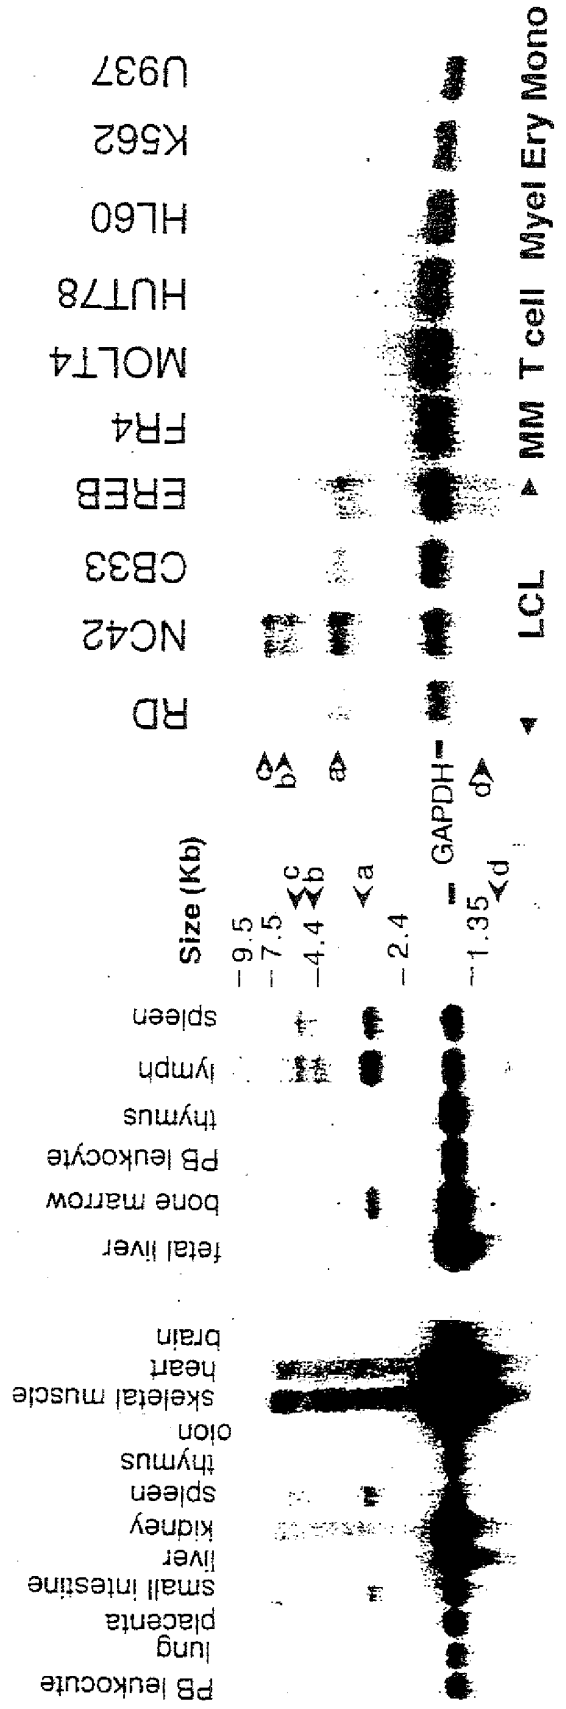 PB leukocute
lung
placenta
small intestine
liver
kidney
spleen
thymus
olon
skeletal muscle
heart
brain
fetal liver
bone marrow
PB leukocyte
thymus
lymph
spleen
Size (Kb)
–9.5
–7.5
–4.4
–2.4
–1.35
c
b
a
d
– GAPDH –
c
b
a
d
RD
NC42
CB33
EREB
FR4
MOLT4
HUT78
HL60
K562
U937
◄ LCL ► MM T cell Myel Ery Mono